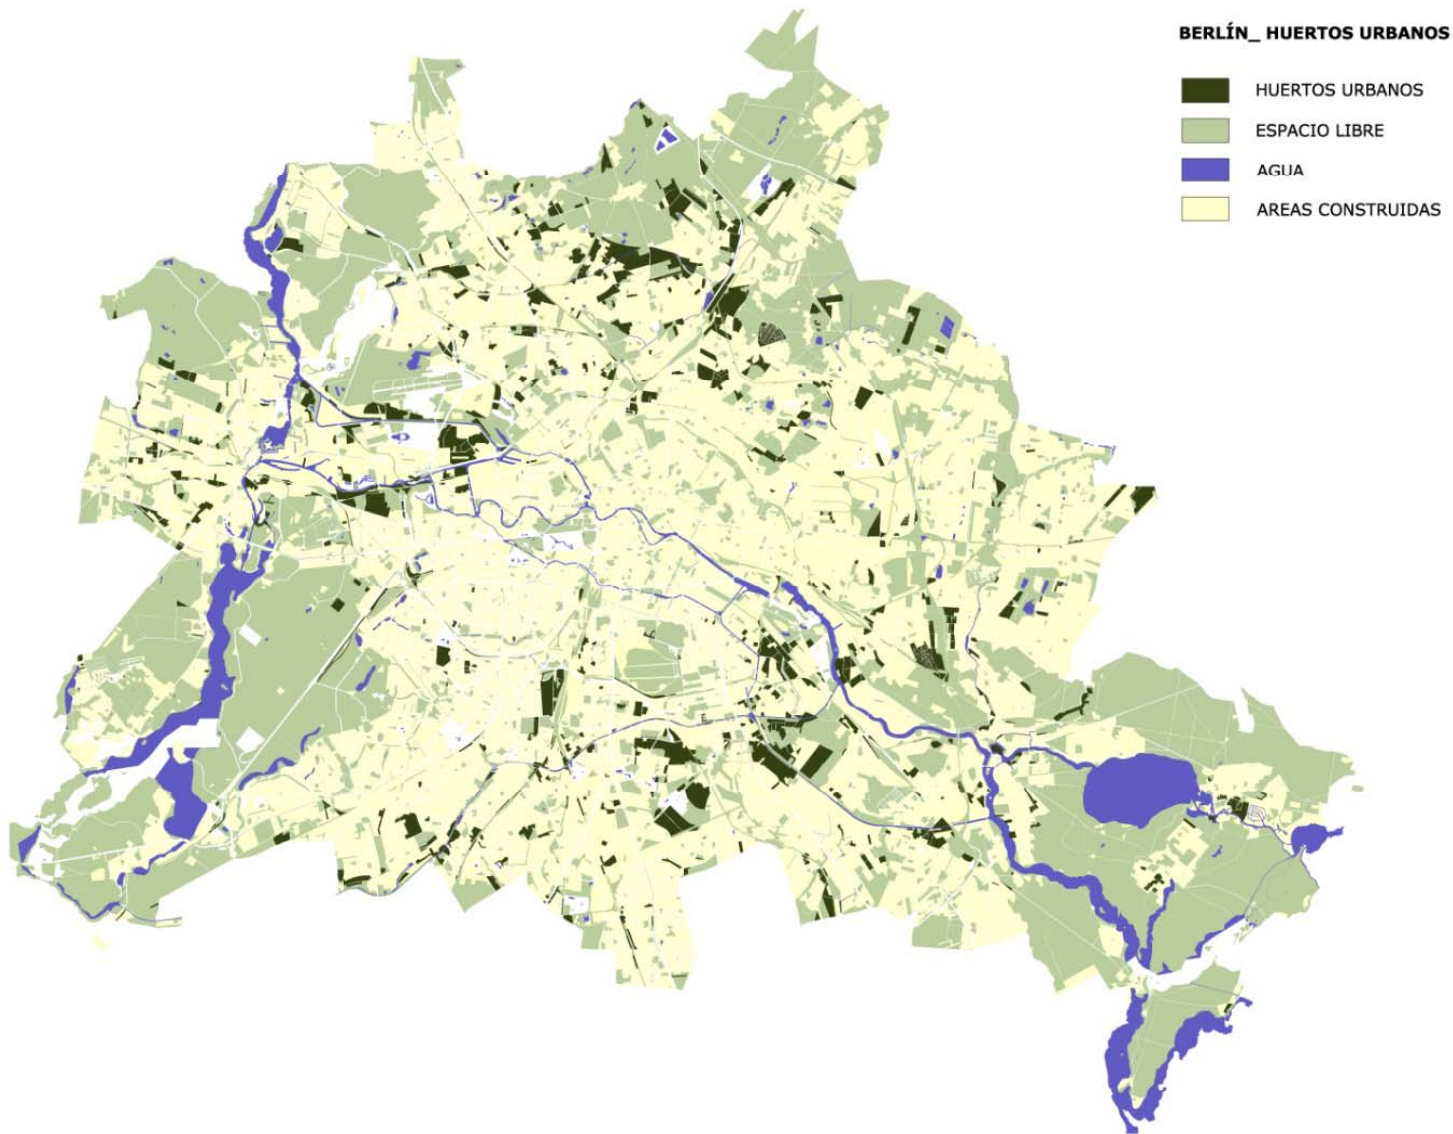 BERLÍN_ HUERTOS URBANOS
HUERTOS URBANOS
ESPACIO LIBRE
AGUA
AREAS CONSTRUIDAS